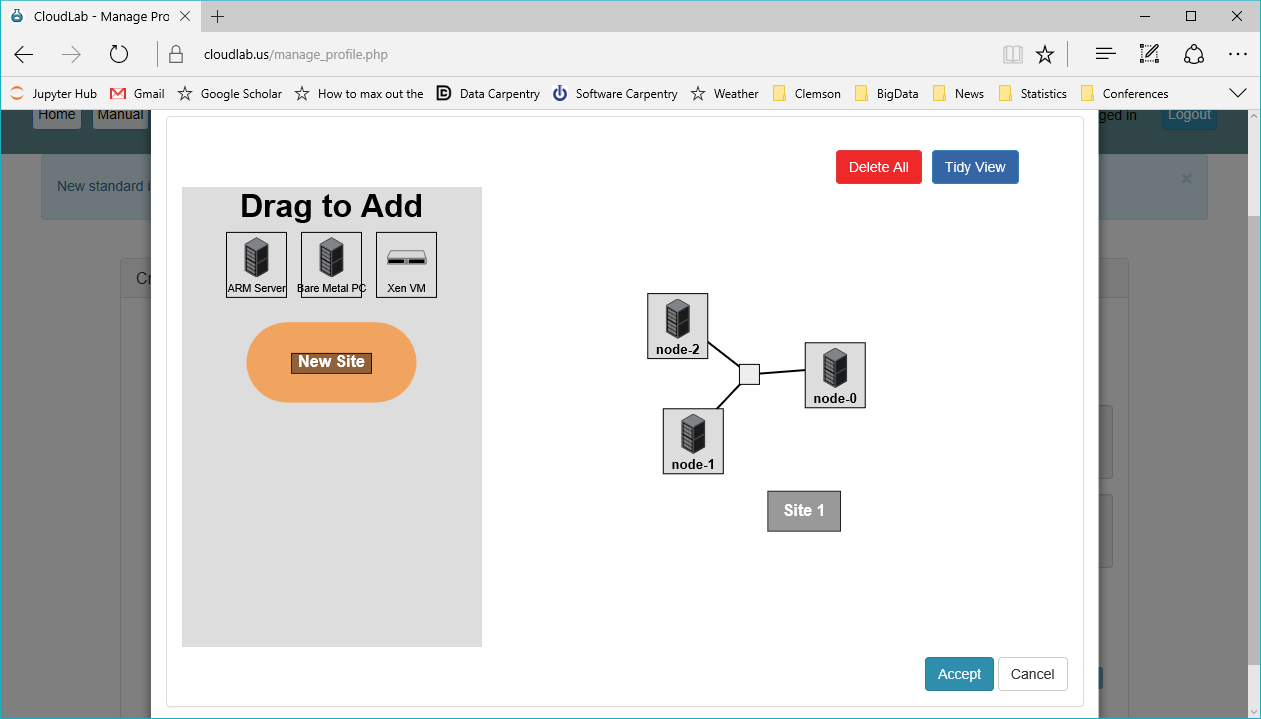 CloudLab - Manage Pro
cloudlab.us/manage_profile.php
Jupyter Hub Gmail Google Scholar How to max out the Data Carpentry Software Carpentry Weather Clemson BigData News Statistics Conferences
Home Manual ged in Logout
New standard
Delete All Tidy View
Drag to Add
ARM Server Bare Metal PC Xen VM
New Site
node-2
node-0
node-1
Site 1
Accept Cancel